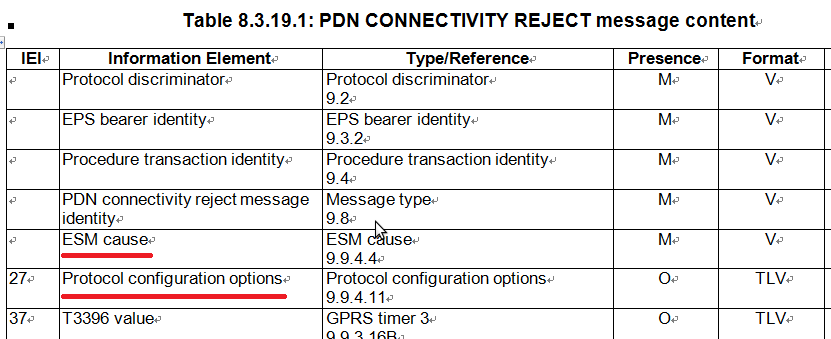 Table 8.3.19.1: PDN CONNECTIVITY REJECT message content
IEI Information Element Type/Reference Presence Format
Protocol discriminator Protocol discriminator M V
9.2
EPS bearer identity EPS bearer identity M V
9.3.2
Procedure transaction identity Procedure transaction identity M V
9.4
PDN connectivity reject message Message type M V
identity 9.8
ESM cause ESM cause M V
9.9.4.4
27 Protocol configuration options Protocol configuration options O TLV
9.9.4.11
37 T3396 value GPRS timer 3 O TLV
9.9.3.16B